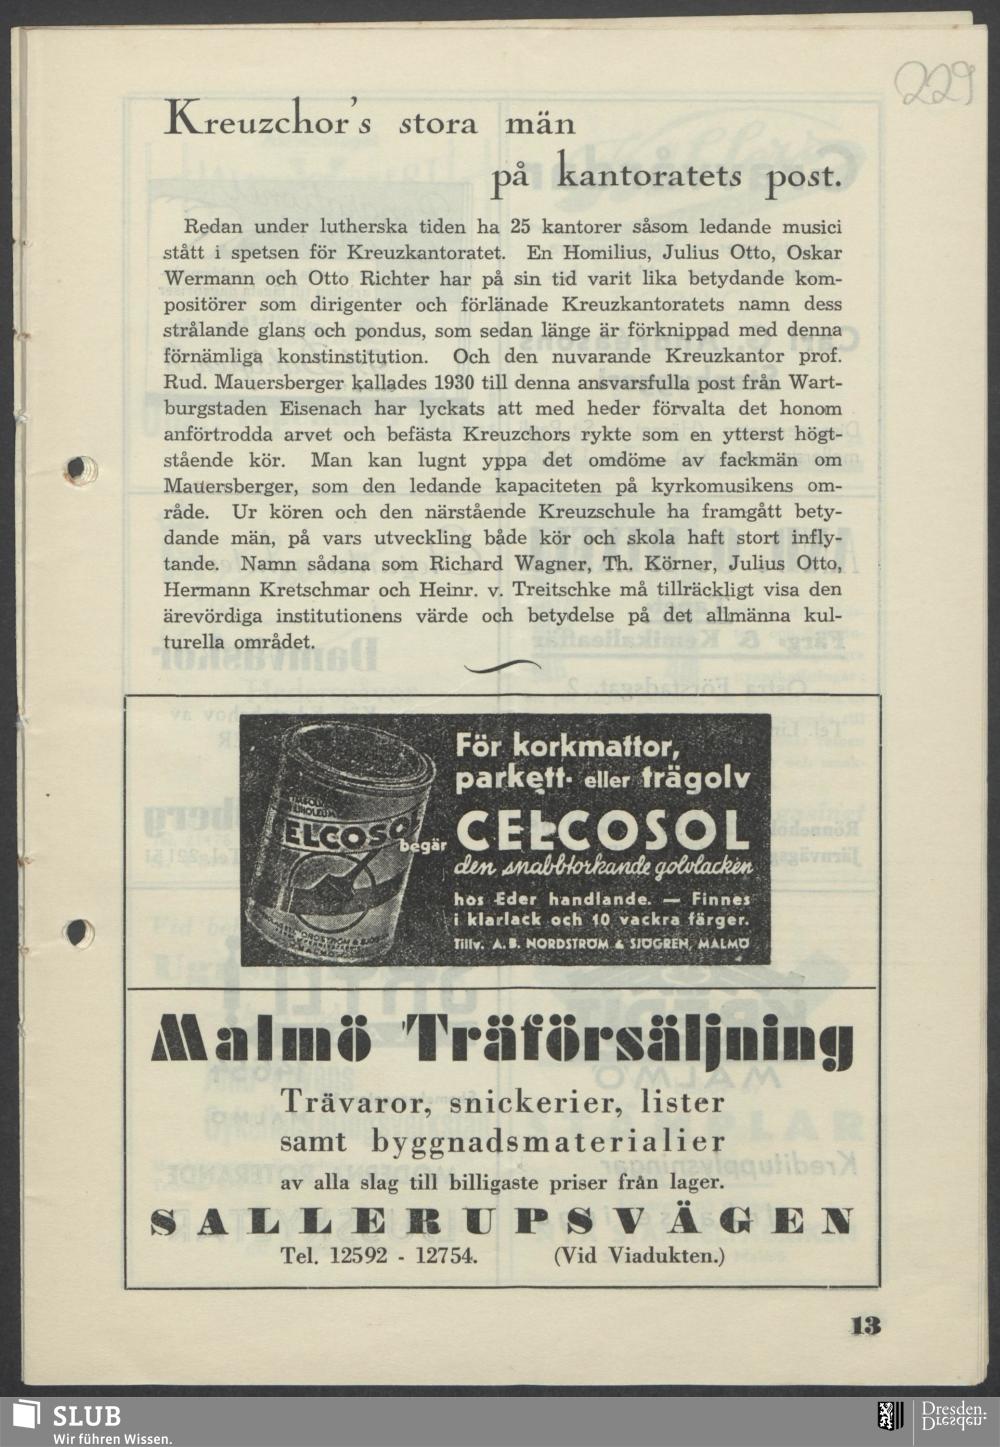 229
Kreuzchor's stora män
på kantoratets post.
Redan under lutherska tiden ha 25 kantorer såsom ledande musici
stått i spetsen för Kreuzkantoratet. En Homilius, Julius Otto, Oskar
Wermann och Otto Richter har på sin tid varit lika betydande kom-
positörer som dirigenter och förlänade Kreuzkantoratets namn dess
strålande glans och pondus, som sedan länge är förknippad med denna
förnämliga konstinstitution. Och den nuvarande Kreuzkantor prof.
Rud. Mauersberger kallades 1930 till denna ansvarsfulla post från Wart-
burgstaden Eisenach har lyckats att med heder förvalta det honom
anförtrodda arvet och befästa Kreuzchors rykte som en ytterst högt-
stående kör. Man kan lugnt yppa det omdöme av fackmän om
Mauersberger, som den ledande kapaciteten på kyrkomusikens om-
råde. Ur kören och den närstående Kreuzschule ha framgått bety-
dande män, på vars utveckling både kör och skola haft stort infly-
tande. Namn sådana som Richard Wagner, Th. Körner, Julius Otto,
Hermann Kretschmar och Heinr. v. Treitschke må tillräckligt visa den
ärevördiga institutionens värde och betydelse på det allmänna kul-
turella området.
För korkmattor,
parkett- eller trägolv
begär CELCOSOL
den snabbtorkande golvlacken
hos Eder handlande. — Finnes
i klarlack och 10 vackra färger.
Tillv. A.B. NORDSTRÖM & SJÖGREN, MALMÖ
ELCOSOL
Malmö Träförsäljning
Trävaror, snickerier, lister
samt byggnadsmaterialier
av alla slag till billigaste priser från lager.
SALLERUPSVÄGEN
Tel. 12592 - 12754. (Vid Viadukten.)
13
SLUB
Wir führen Wissen.
Dresden.